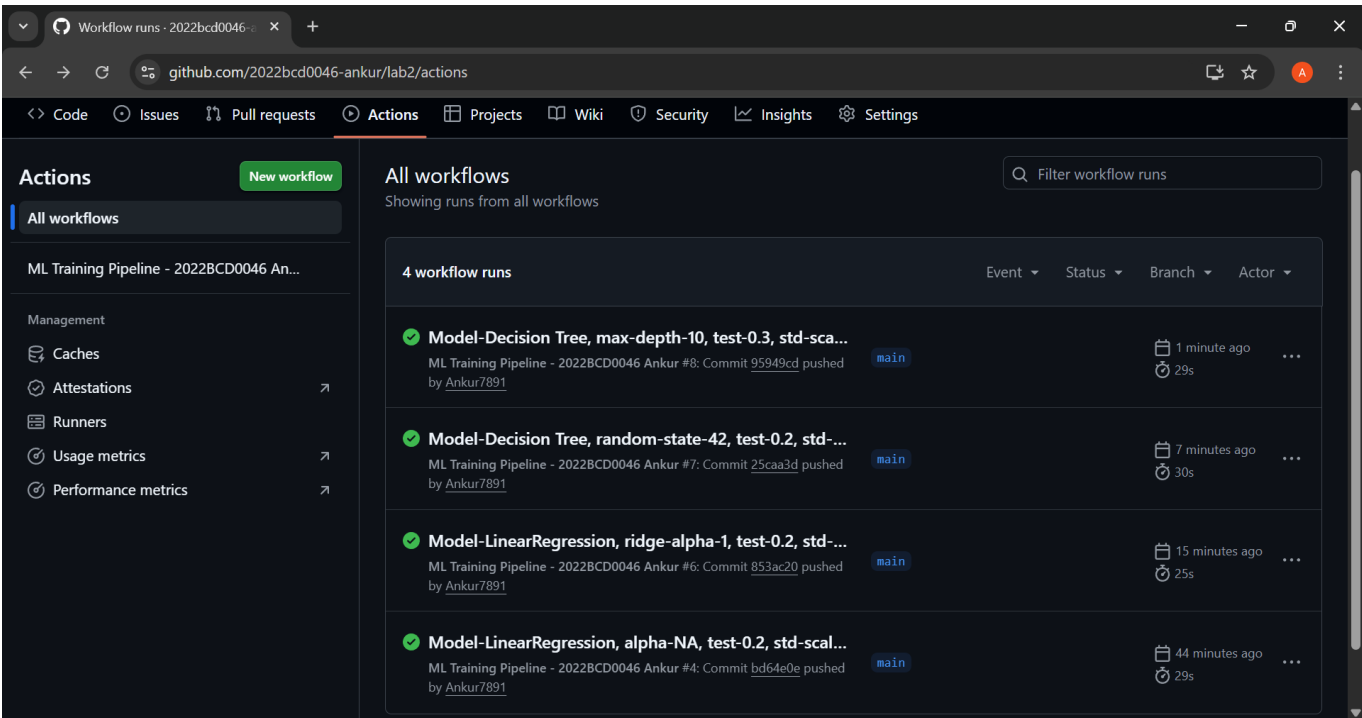 Workflow runs · 2022bcd0046-a
github.com/2022bcd0046-ankur/lab2/actions
A
Code
Issues
Pull requests
Actions
Projects
Wiki
Security
Insights
Settings
Actions
New workflow
All workflows
ML Training Pipeline - 2022BCD0046 An...
Management
Caches
Attestations
Runners
Usage metrics
Performance metrics
All workflows
Showing runs from all workflows
Filter workflow runs
4 workflow runs
Event
Status
Branch
Actor
Model-Decision Tree, max-depth-10, test-0.3, std-sca...
ML Training Pipeline - 2022BCD0046 Ankur #8: Commit 95949cd pushed
by Ankur7891
main
1 minute ago
29s
Model-Decision Tree, random-state-42, test-0.2, std-...
ML Training Pipeline - 2022BCD0046 Ankur #7: Commit 25caa3d pushed
by Ankur7891
main
7 minutes ago
30s
Model-LinearRegression, ridge-alpha-1, test-0.2, std-...
ML Training Pipeline - 2022BCD0046 Ankur #6: Commit 853ac20 pushed
by Ankur7891
main
15 minutes ago
25s
Model-LinearRegression, alpha-NA, test-0.2, std-scal...
ML Training Pipeline - 2022BCD0046 Ankur #4: Commit bd64e0e pushed
by Ankur7891
main
44 minutes ago
29s